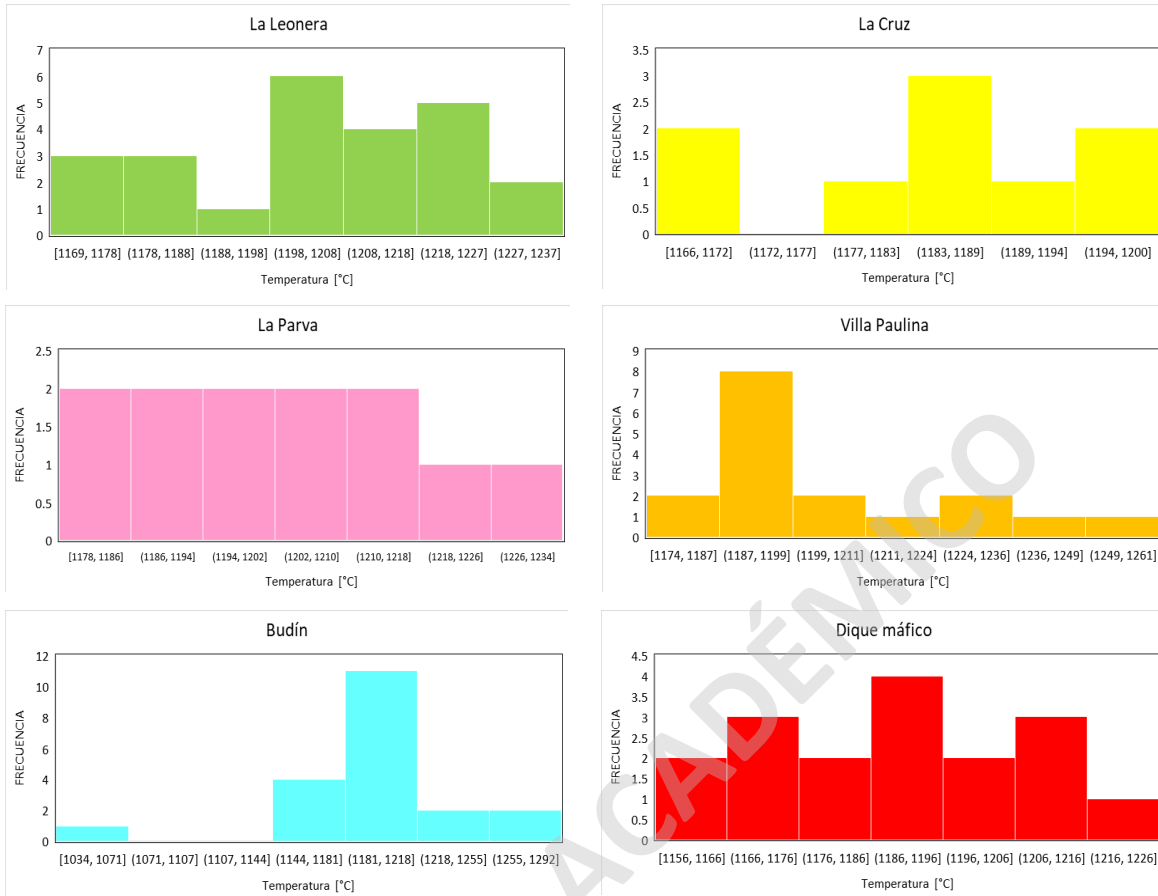 La Leonera
7
6
5
4
3
2
1
0
FRECUENCIA
[1169, 1178] (1178, 1188] (1188, 1198] (1198, 1208] (1208, 1218] (1218, 1227] (1227, 1237]
Temperatura [°C]
La Cruz
3.5
3
2.5
2
1.5
1
0.5
0
FRECUENCIA
[1166, 1172] (1172, 1177] (1177, 1183] (1183, 1189] (1189, 1194] (1194, 1200]
Temperatura [°C]
La Parva
2.5
2
1.5
1
0.5
0
FRECUENCIA
[1178, 1186] (1186, 1194] (1194, 1202] (1202, 1210] (1210, 1218] (1218, 1226] (1226, 1234]
Temperatura [°C]
Villa Paulina
9
8
7
6
5
4
3
2
1
0
FRECUENCIA
[1174, 1187] (1187, 1199] (1199, 1211] (1211, 1224] (1224, 1236] (1236, 1249] (1249, 1261]
Temperatura [°C]
Budín
12
10
8
6
4
2
0
FRECUENCIA
[1034, 1071] (1071, 1107] (1107, 1144] (1144, 1181] (1181, 1218] (1218, 1255] (1255, 1292]
Temperatura [°C]
Dique máfico
4.5
4
3.5
3
2.5
2
1.5
1
0.5
0
FRECUENCIA
[1156, 1166] (1166, 1176] (1176, 1186] (1186, 1196] (1196, 1206] (1206, 1216] (1216, 1226]
Temperatura [°C]
ACADÉMICO